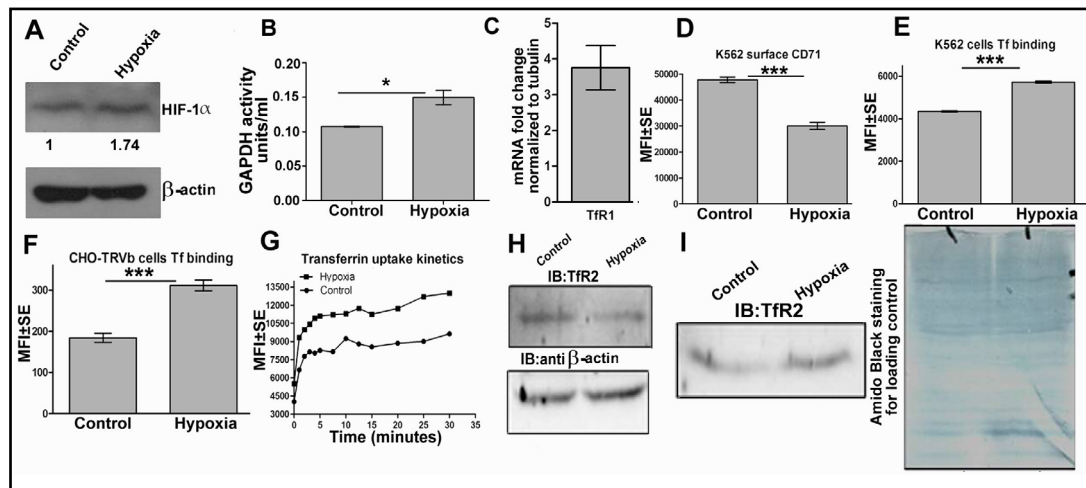 A
Control
Hypoxia
HIF-1α
1 1.74
β-actin
B
GAPDH activity
units/ml
0.20
0.15
0.10
0.05
0.00
*
Control Hypoxia
C
mRNA fold change
normalized to tubulin
5
4
3
2
1
0
TfR1
D
K562 surface CD71
***
MFI±SE
50000
40000
30000
20000
10000
0
Control Hypoxia
E
K562 cells Tf binding
***
MFI±SE
6000
4000
2000
0
Control Hypoxia
F
CHO-TRVb cells Tf binding
***
MFI±SE
300
200
100
0
Control Hypoxia
G
Transferrin uptake kinetics
Hypoxia
Control
MFI±SE
13500
12000
10500
9000
7500
6000
4500
3000
0 5 10 15 20 25 30 35
Time (minutes)
H
Control
Hypoxia
IB:TfR2
IB:anti β-actin
I
Control
Hypoxia
IB:TfR2
Amido Black staining
for loading control